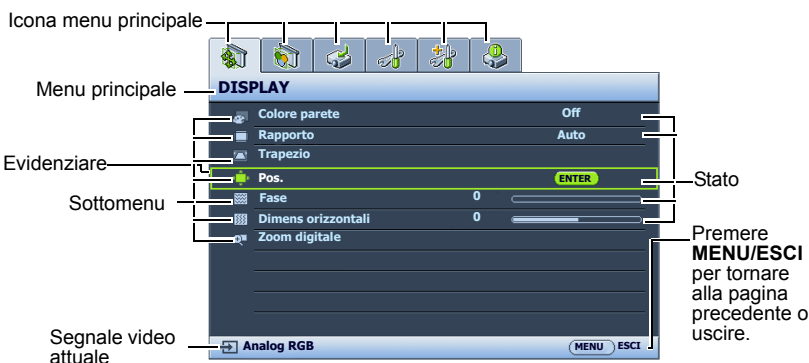 Icona menu principale
Menu principale
DISPLAY
Colore parete Off
Rapporto Auto
Trapezio
Evidenziare
Pos. ENTER
Stato
Sottomenu
Fase 0
Dimens orizzontali 0
Zoom digitale
Premere
MENU/ESCI
per tornare
alla pagina
precedente o
uscire.
Segnale video
attuale
Analog RGB
MENU ESCI